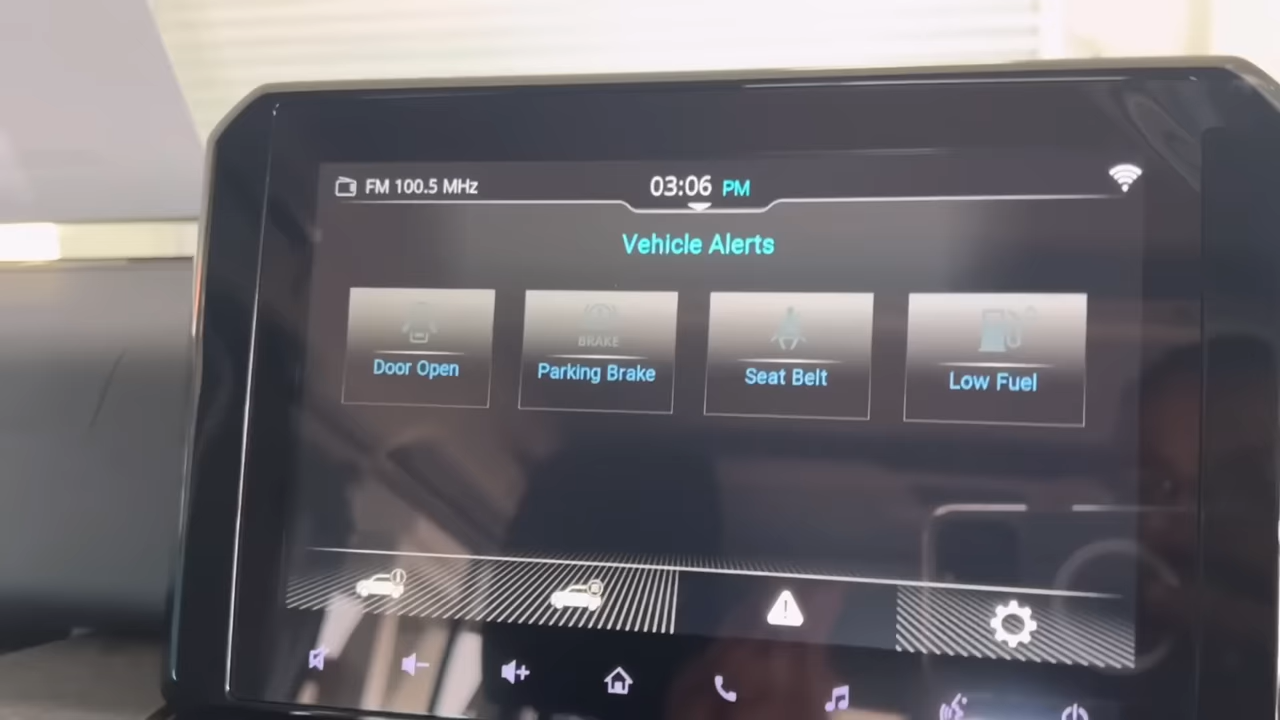 FM 100.5 MHz
03:06 PM
Vehicle Alerts
BRAKE
Door Open
Parking Brake
Seat Belt
Low Fuel